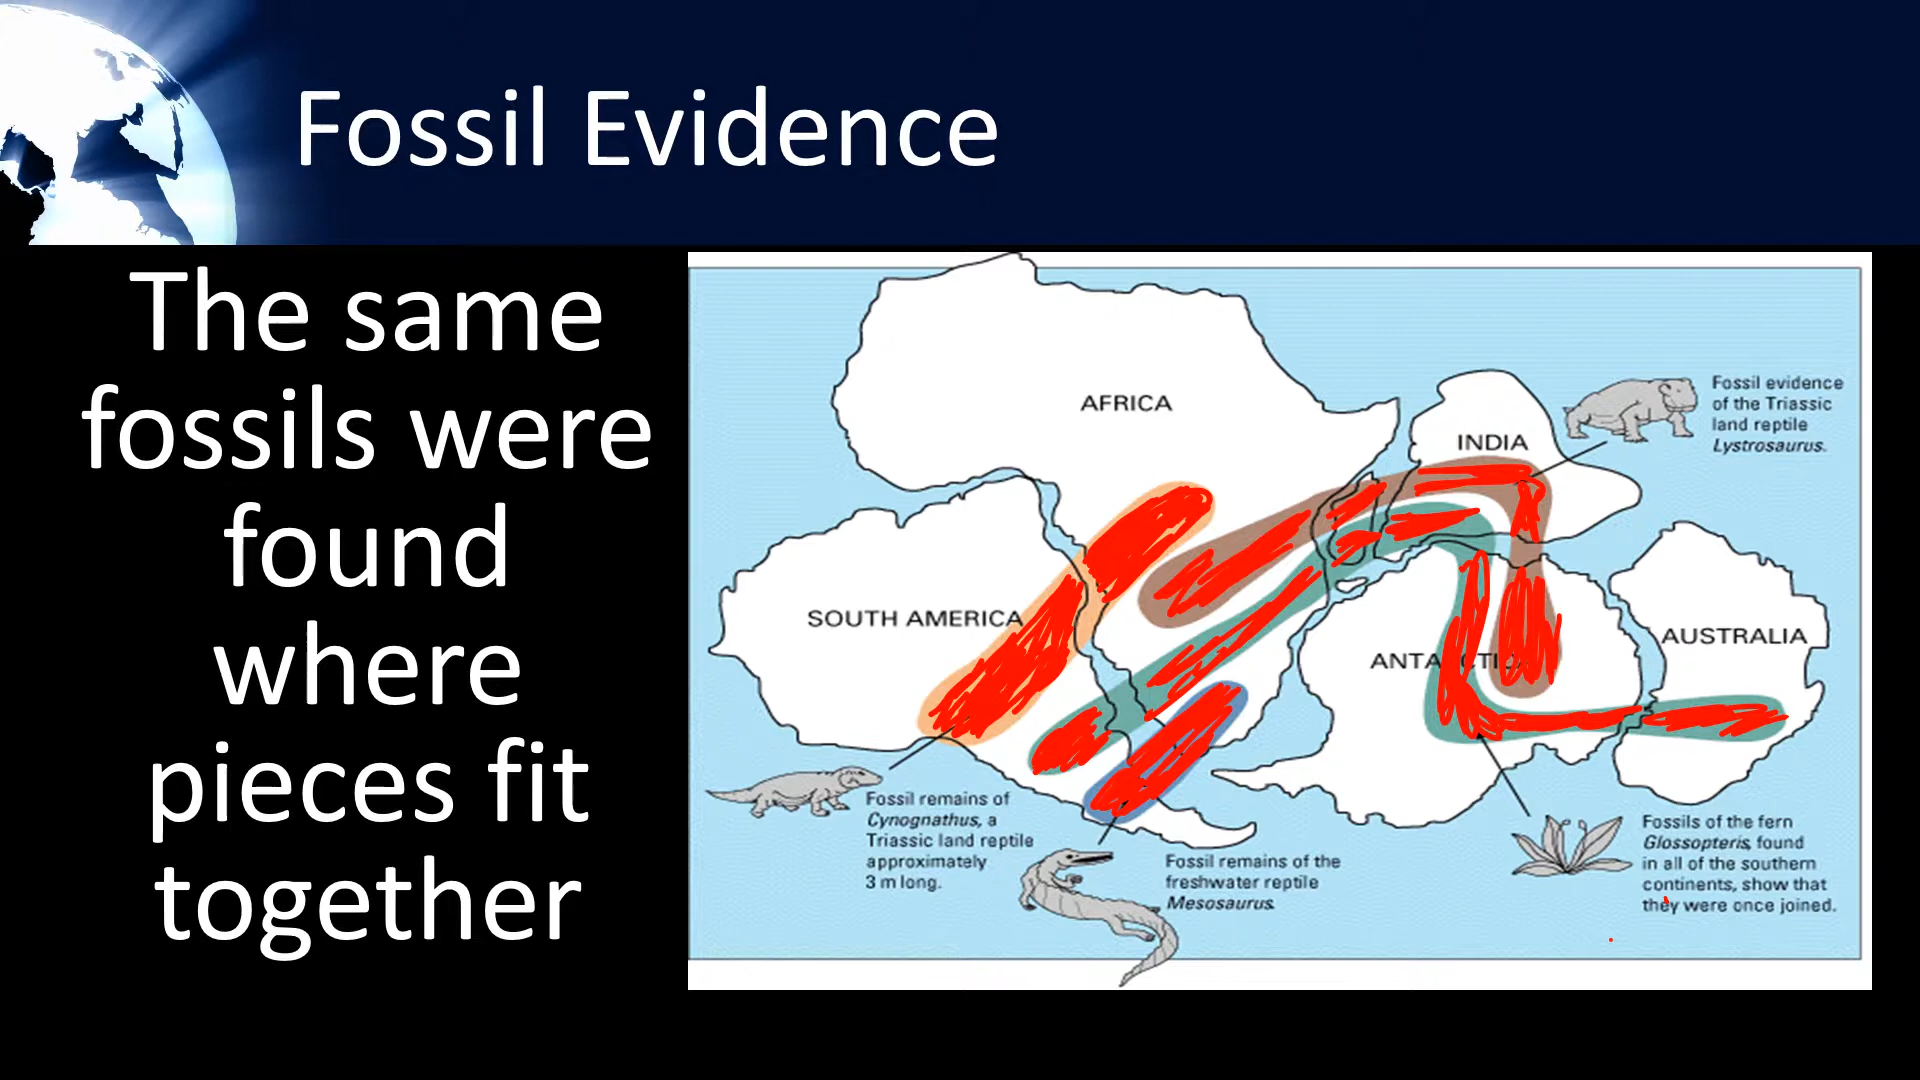 Fossil Evidence
The same
fossils were
found
where
pieces fit
together
AFRICA
INDIA
Fossil evidence
of the Triassic
land reptile
Lystrosaurus.
SOUTH AMERICA
ANTARCTICA
AUSTRALIA
Fossil remains of
Cynognathus, a
Triassic land reptile
approximately
3 m long.
Fossil remains of the
freshwater reptile
Mesosaurus.
Fossils of the fern
Glossopteris, found
in all of the southern
continents, show that
they were once joined.